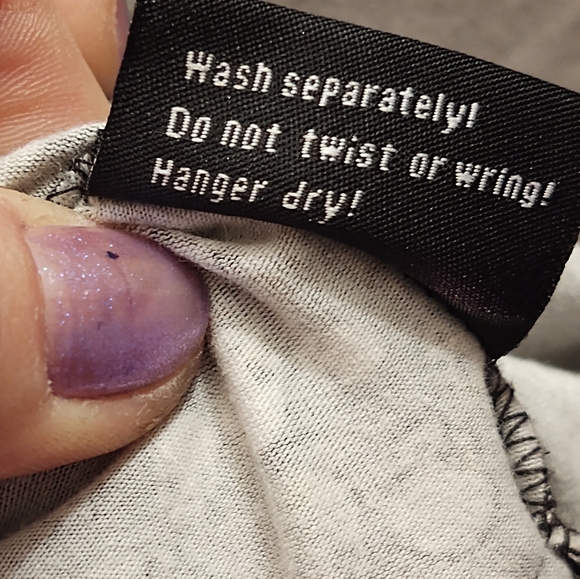 Wash separately!
Do not twist or wring!
Hanger dry!